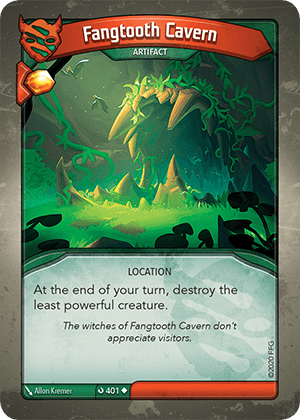 Fangtooth Cavern
ARTIFACT
LOCATION
At the end of your turn, destroy the
least powerful creature.
The witches of Fangtooth Cavern don't
appreciate visitors.
©2020 FFG
Allon Kremer
401